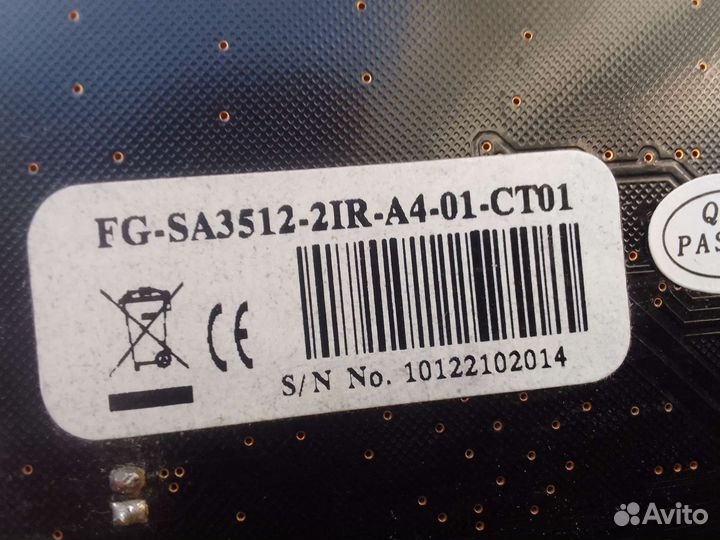 FG-SA3512-2IR-A4-01-CT01
CE
S/N No. 10122102014
Avito